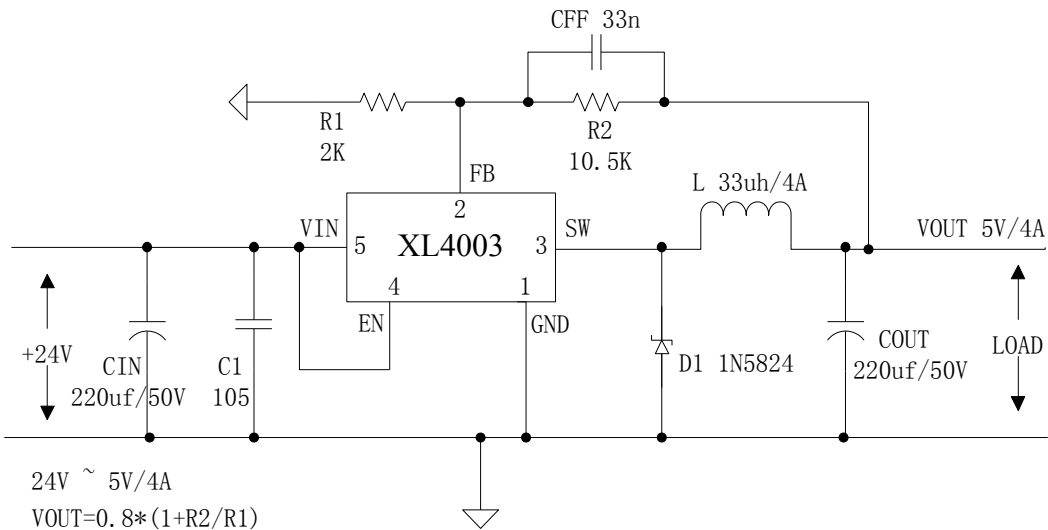 CFF 33n
R1
2K
R2
10.5K
FB
L 33uh/4A
2
VIN
SW
VOUT 5V/4A
5
XL4003
3
4
1
EN
GND
+24V
CIN
220uf/50V
C1
105
D1 1N5824
COUT
220uf/50V
LOAD
24V ~ 5V/4A
VOUT=0.8*(1+R2/R1)